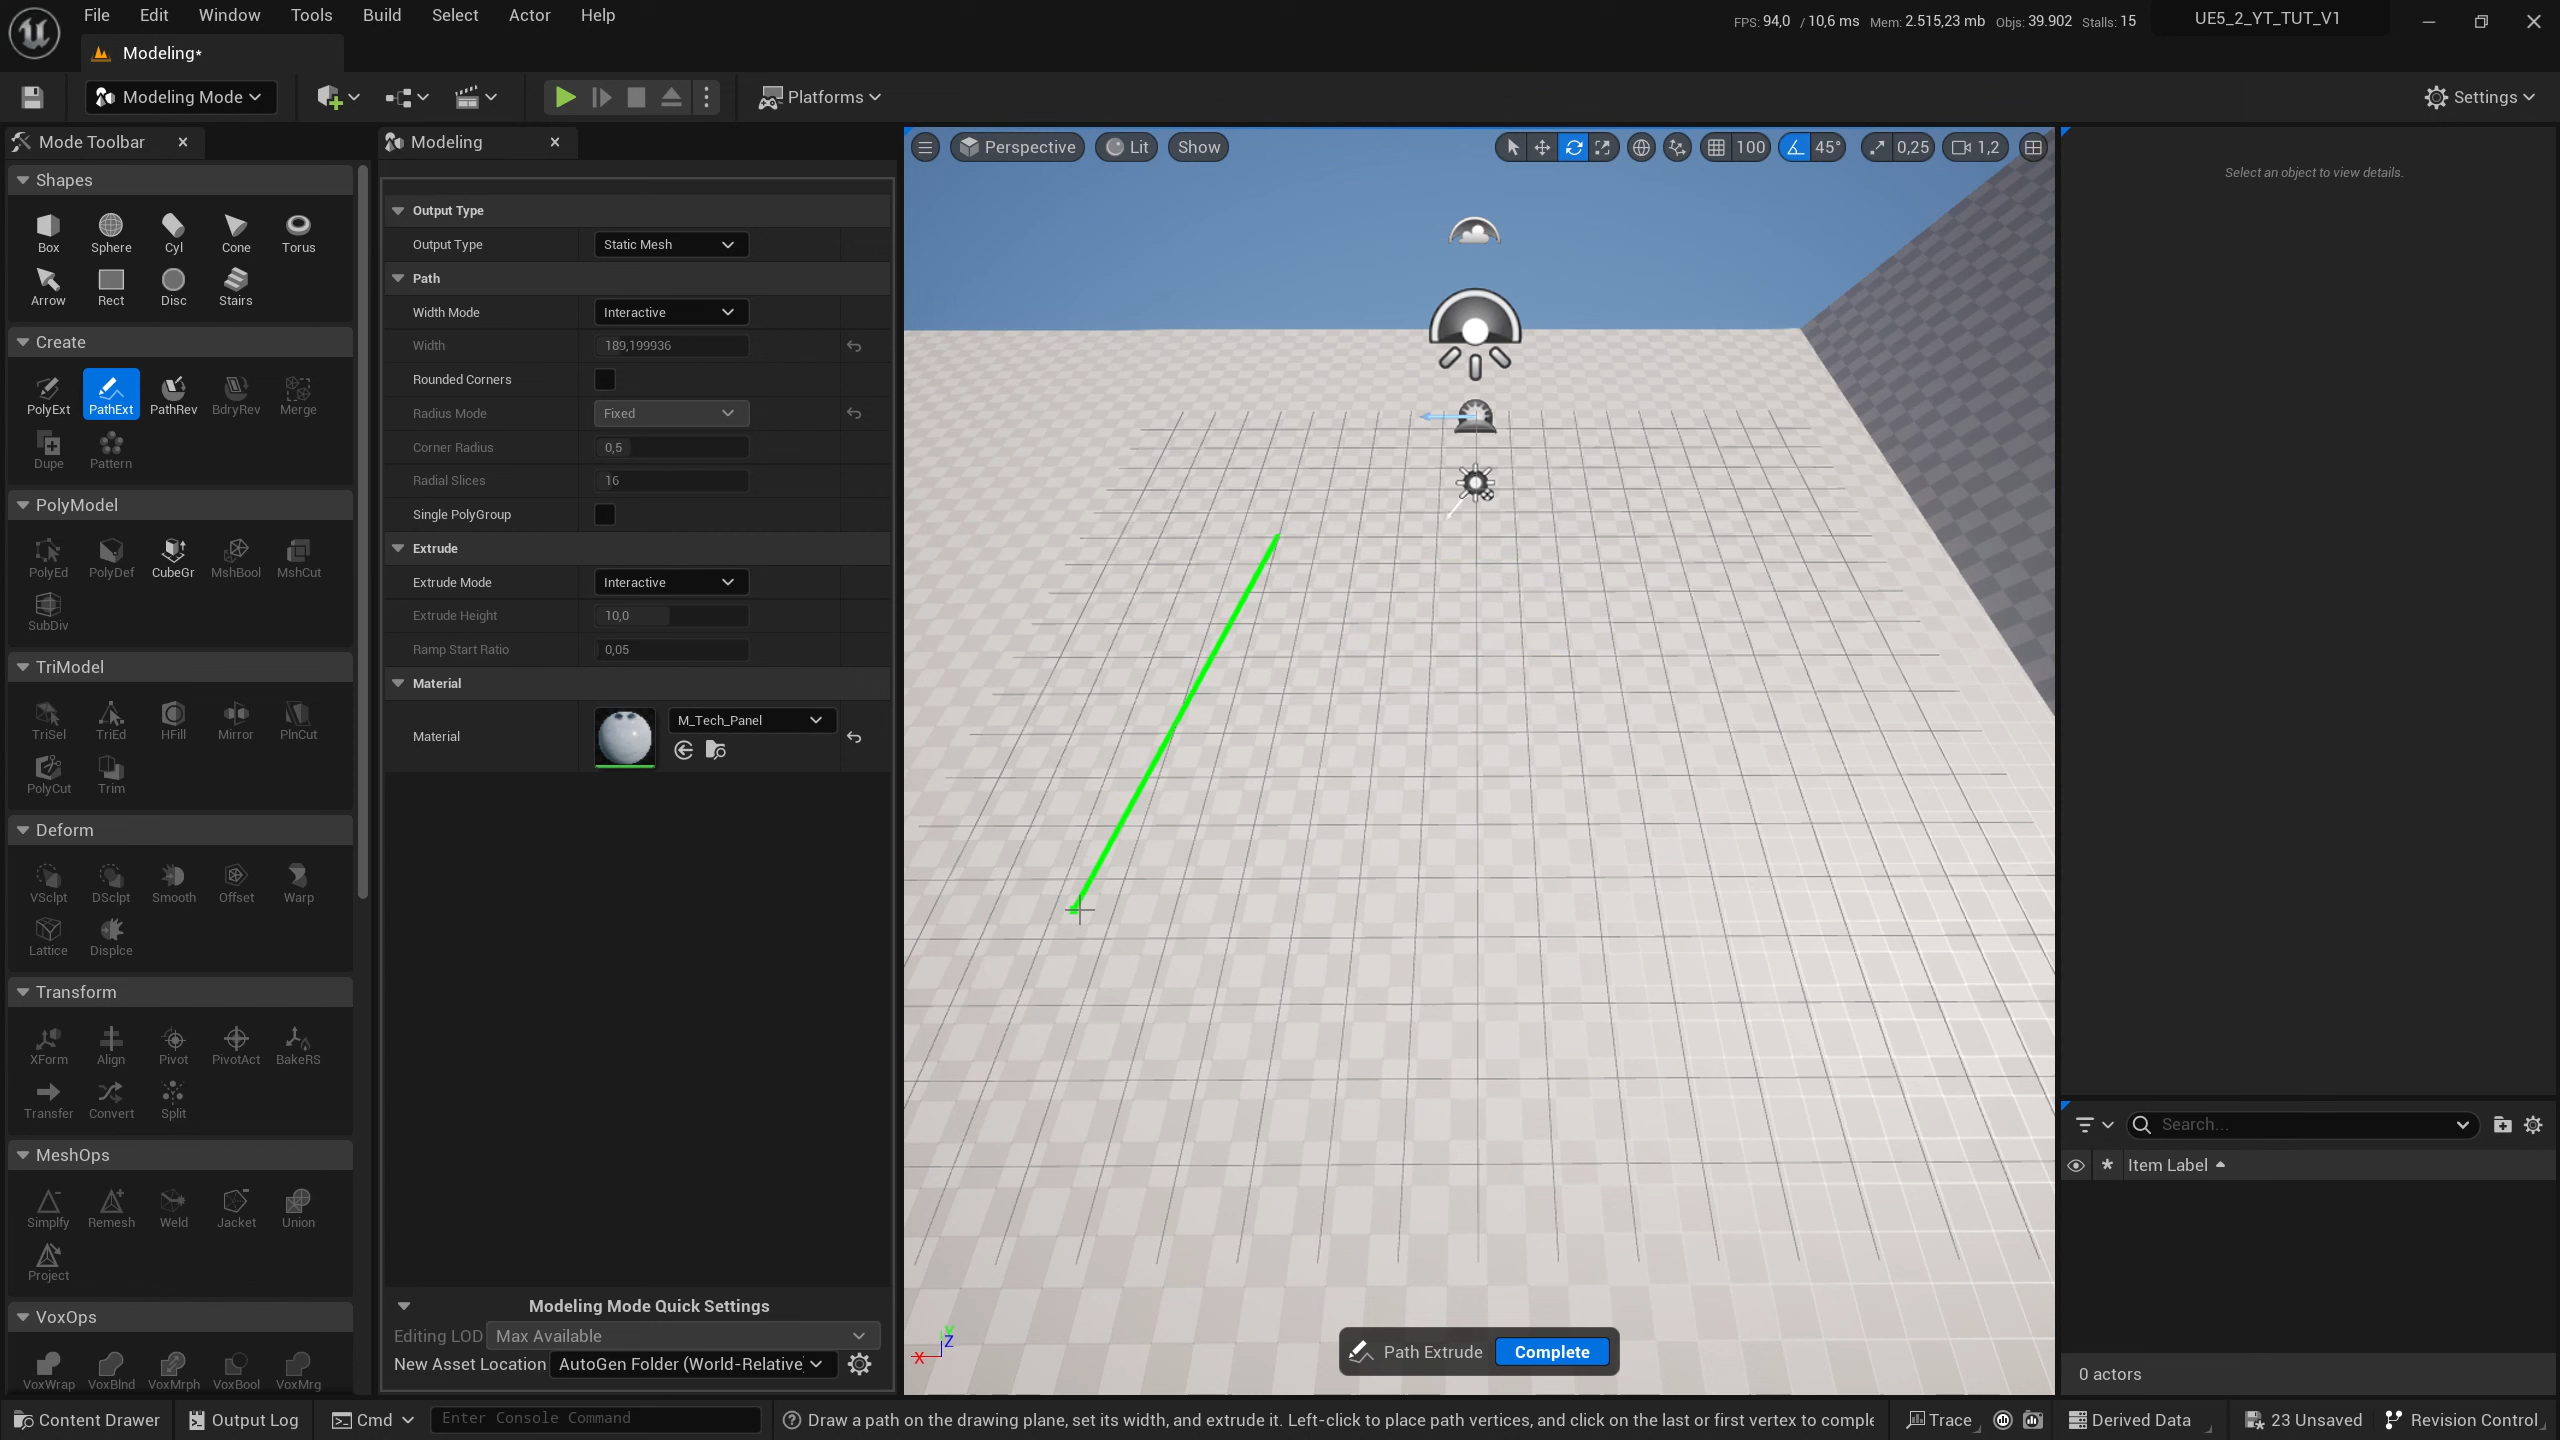 File Edit Window Tools Build Select Actor Help
FPS: 94,0 / 10,6 ms Mem: 2.515,23 mb Objs: 39.902 Stalls: 15
UE5_2_YT_TUT_V1
Modeling*
Modeling Mode
Platforms
Settings
Mode Toolbar
Shapes
Box Sphere Cyl Cone Torus
Arrow Rect Disc Stairs
Create
PolyExt PathExt PathRev BdryRev Merge
Dupe Pattern
PolyModel
PolyEd PolyDef CubeGr MshBool MshCut
SubDiv
TriModel
TriSel TriEd HFill Mirror PlnCut
PolyCut Trim
Deform
VSclpt DSclpt Smooth Offset Warp
Lattice Displce
Transform
XForm Align Pivot PivotAct BakeRS
Transfer Convert Split
MeshOps
Simplfy Remesh Weld Jacket Union
Project
VoxOps
VoxWrap VoxBlnd VoxMrph VoxBool VoxMrg
Modeling
Output Type
Output Type Static Mesh
Path
Width Mode Interactive
Width 189,199936
Rounded Corners
Radius Mode Fixed
Corner Radius 0,5
Radial Slices 16
Single PolyGroup
Extrude
Extrude Mode Interactive
Extrude Height 10,0
Ramp Start Ratio 0,05
Material
Material M_Tech_Panel
Modeling Mode Quick Settings
Editing LOD Max Available
New Asset Location AutoGen Folder (World-Relative)
Perspective Lit Show
100 45° 0,25 1,2
X Y Z
Path Extrude Complete
Select an object to view details.
Search...
Item Label
0 actors
Content Drawer Output Log Cmd Enter Console Command
Draw a path on the drawing plane, set its width, and extrude it. Left-click to place path vertices, and click on the last or first vertex to comple
Trace Derived Data 23 Unsaved Revision Control